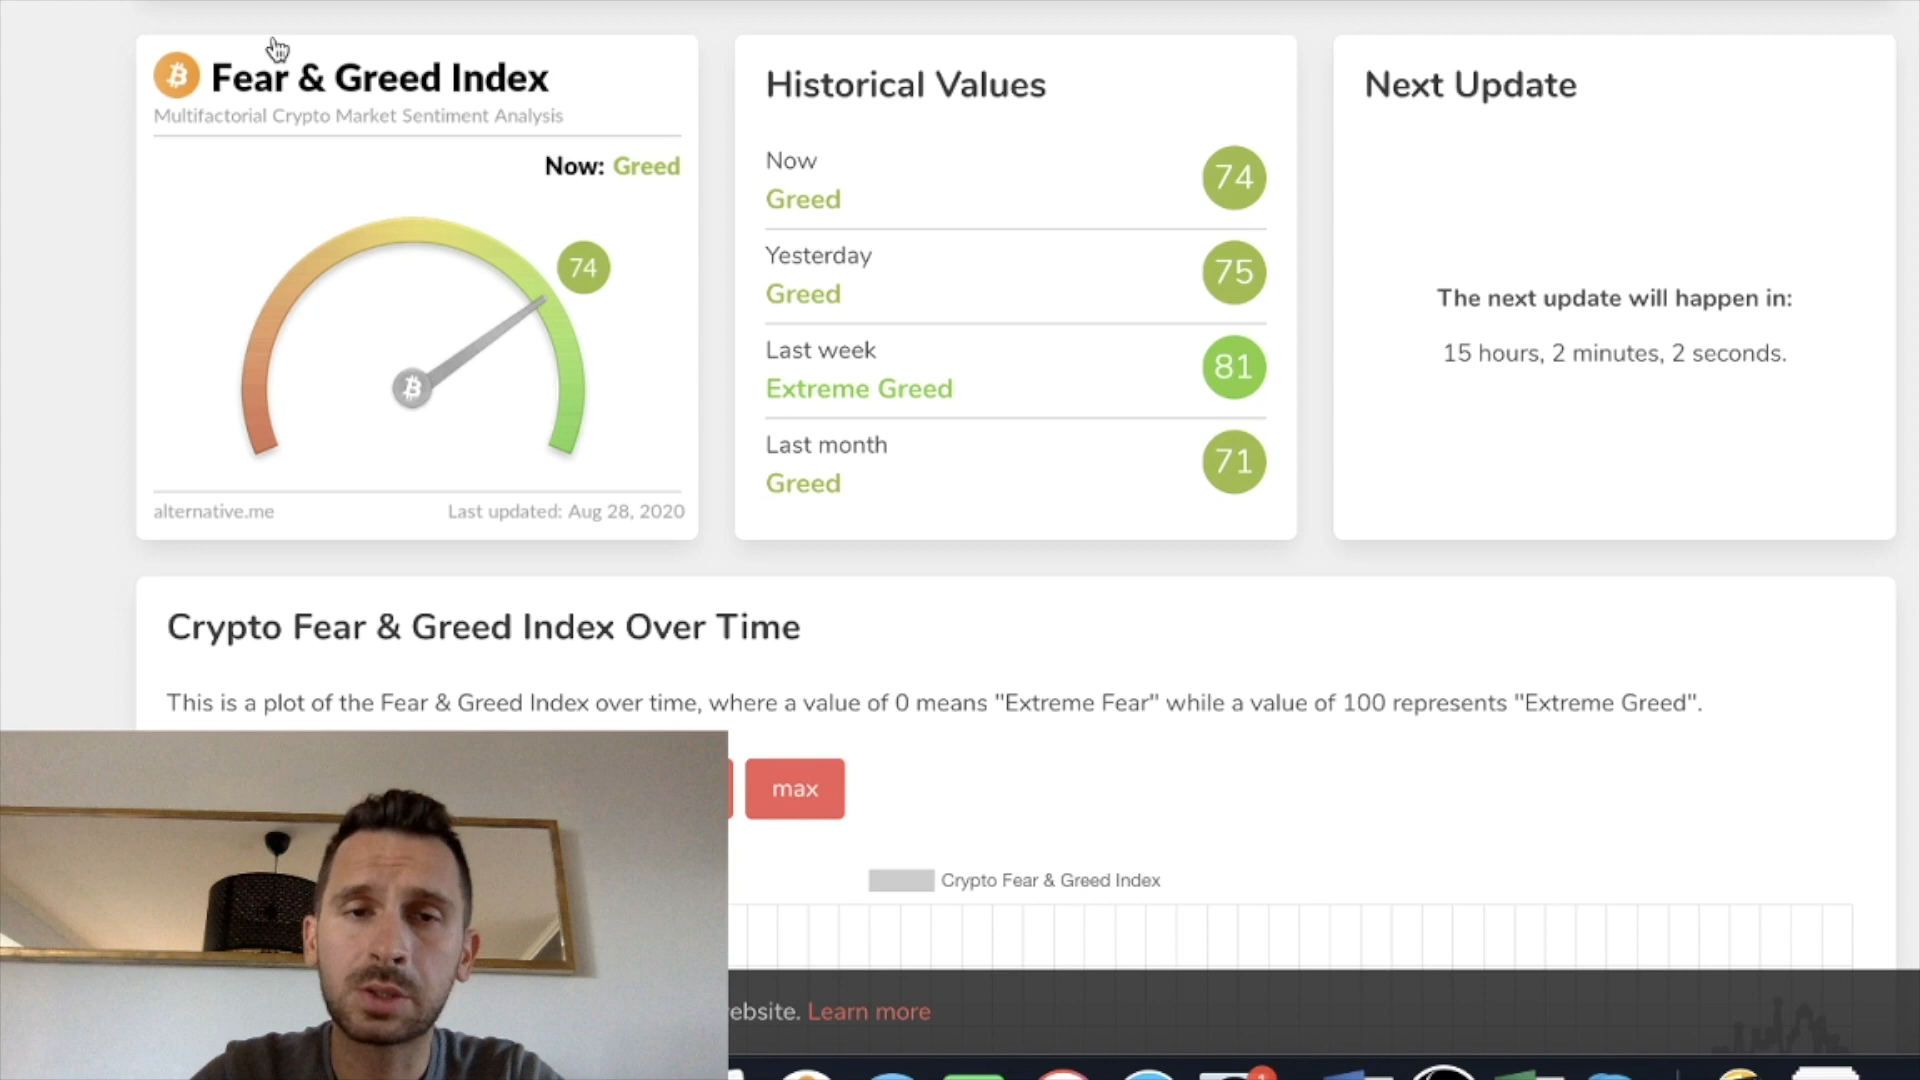 Fear & Greed Index
Multifactorial Crypto Market Sentiment Analysis
Now: Greed
74
alternative.me
Last updated: Aug 28, 2020
Historical Values
Now
Greed
74
Yesterday
Greed
75
Last week
Extreme Greed
81
Last month
Greed
71
Next Update
The next update will happen in:
15 hours, 2 minutes, 2 seconds.
Crypto Fear & Greed Index Over Time
This is a plot of the Fear & Greed Index over time, where a value of 0 means "Extreme Fear" while a value of 100 represents "Extreme Greed".
max
Crypto Fear & Greed Index
ebsite. Learn more
1